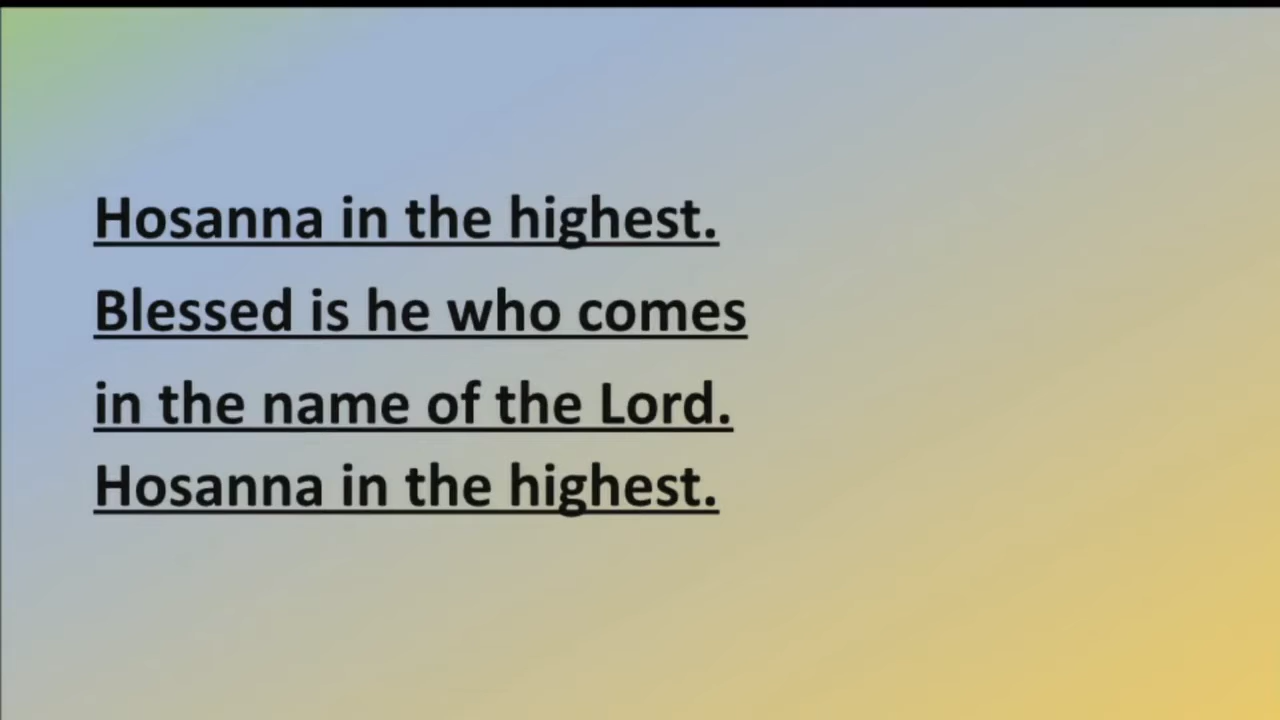 Hosanna in the highest.
Blessed is he who comes
in the name of the Lord.
Hosanna in the highest.